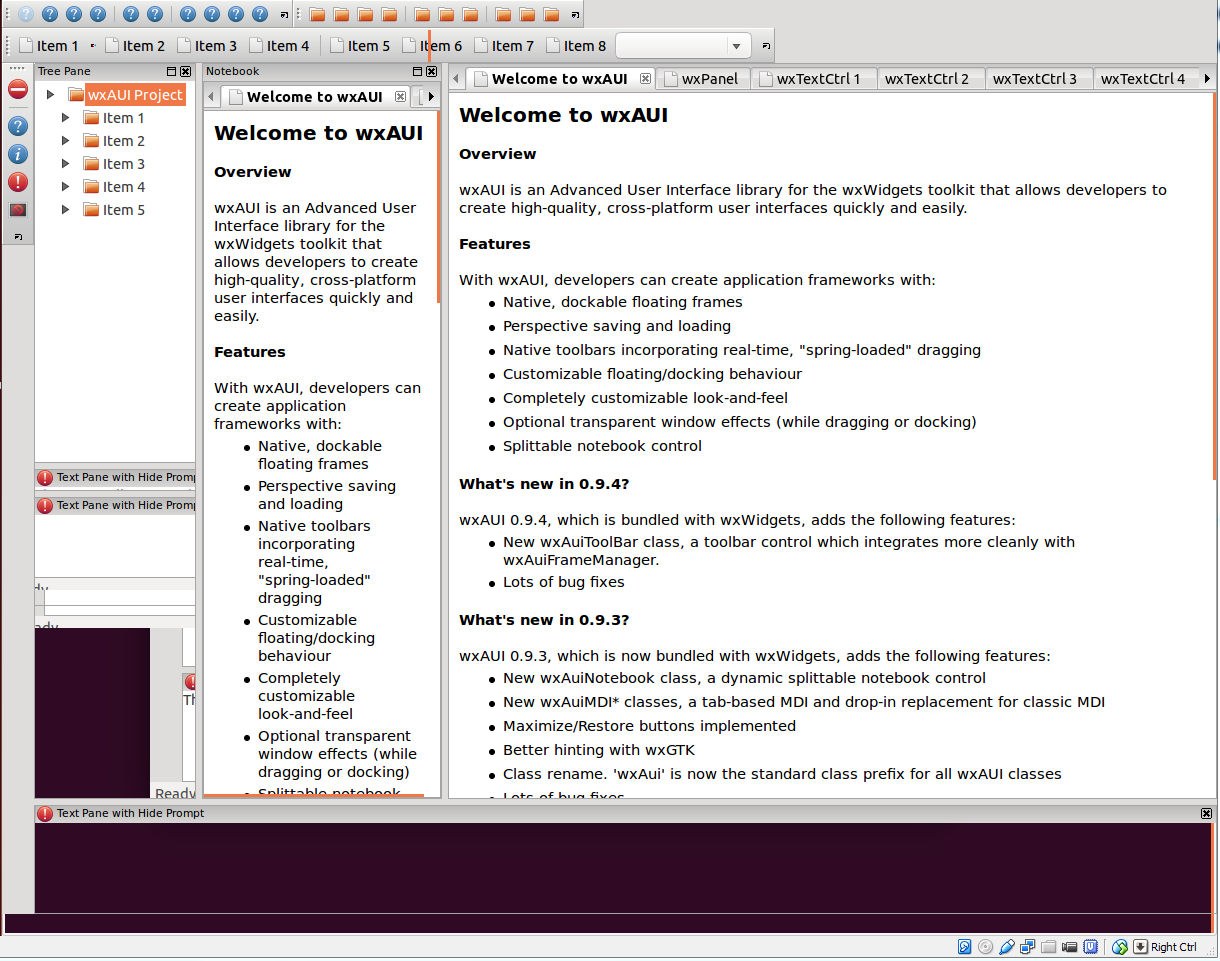 Item 1 Item 2 Item 3 Item 4 Item 5 Item 6 Item 7 Item 8
Tree Pane
wxAUI Project
Item 1
Item 2
Item 3
Item 4
Item 5
Text Pane with Hide Promp
Text Pane with Hide Promp
dy
ady
Th
Ready
Notebook
Welcome to wxAUI
Welcome to wxAUI
Overview
wxAUI is an Advanced User
Interface library for the
wxWidgets toolkit that
allows developers to create
high-quality, cross-platform
user interfaces quickly and
easily.
Features
With wxAUI, developers can
create application
frameworks with:
• Native, dockable
floating frames
• Perspective saving
and loading
• Native toolbars
incorporating
real-time,
"spring-loaded"
dragging
• Customizable
floating/docking
behaviour
• Completely
customizable
look-and-feel
• Optional transparent
window effects (while
dragging or docking)
• Splittable notebook
Welcome to wxAUI wxPanel wxTextCtrl 1 wxTextCtrl 2 wxTextCtrl 3 wxTextCtrl 4
Welcome to wxAUI
Overview
wxAUI is an Advanced User Interface library for the wxWidgets toolkit that allows developers to
create high-quality, cross-platform user interfaces quickly and easily.
Features
With wxAUI, developers can create application frameworks with:
• Native, dockable floating frames
• Perspective saving and loading
• Native toolbars incorporating real-time, "spring-loaded" dragging
• Customizable floating/docking behaviour
• Completely customizable look-and-feel
• Optional transparent window effects (while dragging or docking)
• Splittable notebook control
What's new in 0.9.4?
wxAUI 0.9.4, which is bundled with wxWidgets, adds the following features:
• New wxAuiToolBar class, a toolbar control which integrates more cleanly with
wxAuiFrameManager.
• Lots of bug fixes
What's new in 0.9.3?
wxAUI 0.9.3, which is now bundled with wxWidgets, adds the following features:
• New wxAuiNotebook class, a dynamic splittable notebook control
• New wxAuiMDI* classes, a tab-based MDI and drop-in replacement for classic MDI
• Maximize/Restore buttons implemented
• Better hinting with wxGTK
• Class rename. 'wxAui' is now the standard class prefix for all wxAUI classes
• Lots of bug fixes
Text Pane with Hide Prompt
Right Ctrl